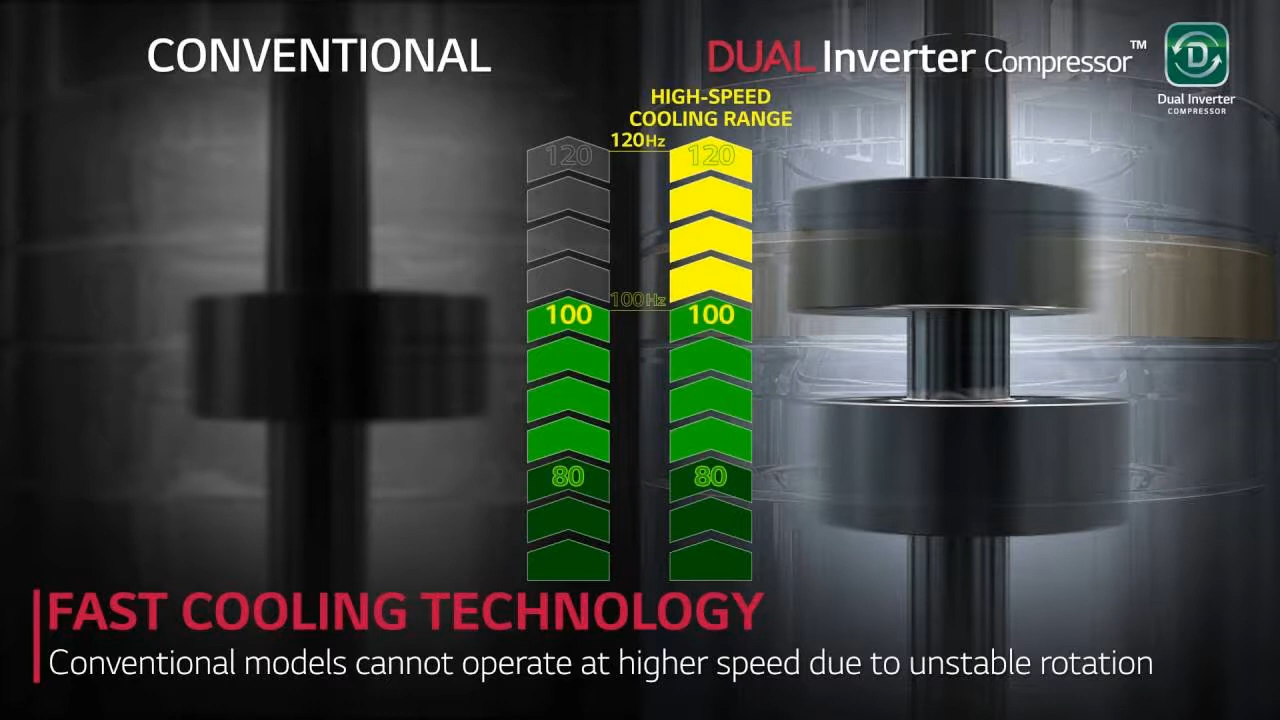 CONVENTIONAL
DUAL Inverter Compressor™
D
Dual Inverter
COMPRESSOR
HIGH-SPEED
COOLING RANGE
120Hz
120
120
100Hz
100
100
80
80
FAST COOLING TECHNOLOGY
Conventional models cannot operate at higher speed due to unstable rotation